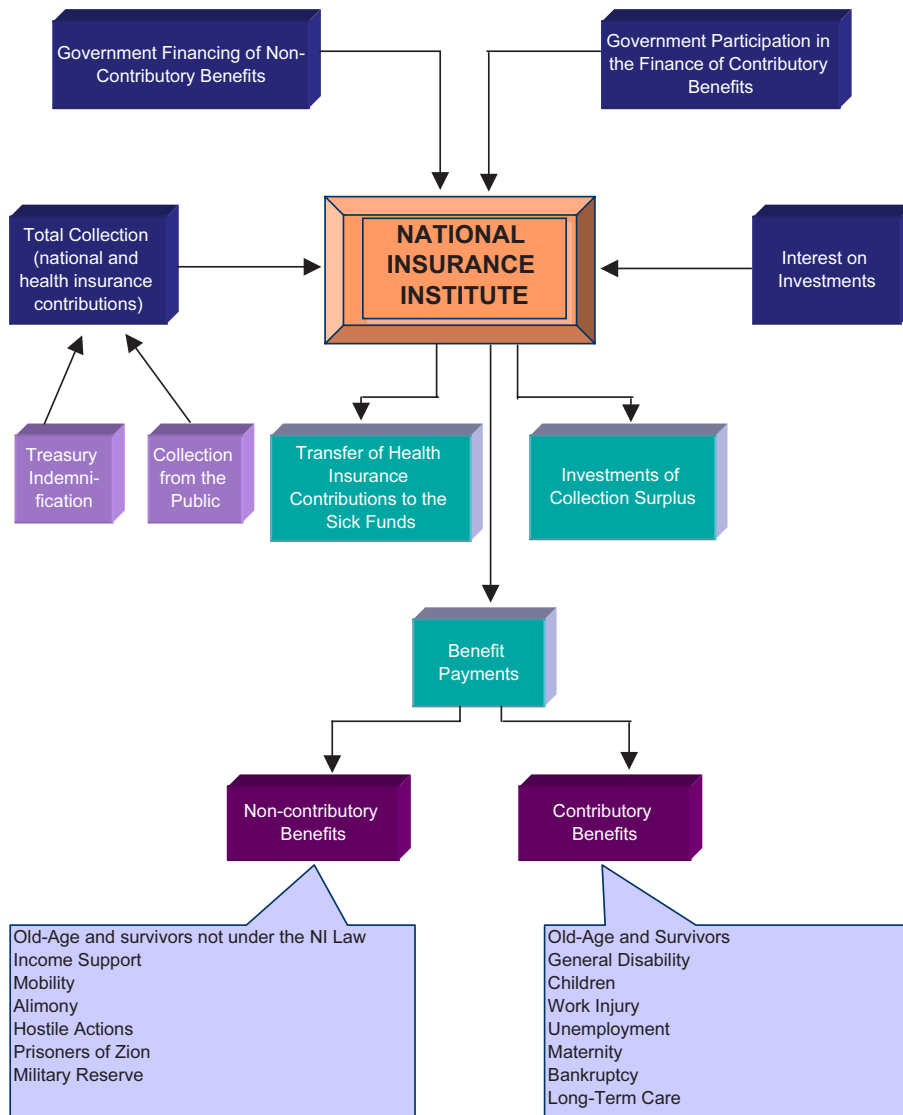 Government Financing of Non-
Contributory Benefits
Government Participation in
the Finance of Contributory
Benefits
Total Collection
(national and
health insurance
contributions)
NATIONAL
INSURANCE
INSTITUTE
Interest on
Investments
Treasury
Indemni-
fication
Collection
from the
Public
Transfer of Health
Insurance
Contributions to the
Sick Funds
Investments of
Collection Surplus
Benefit
Payments
Non-contributory
Benefits
Contributory
Benefits
Old-Age and survivors not under the NI Law
Income Support
Mobility
Alimony
Hostile Actions
Prisoners of Zion
Military Reserve
Old-Age and Survivors
General Disability
Children
Work Injury
Unemployment
Maternity
Bankruptcy
Long-Term Care